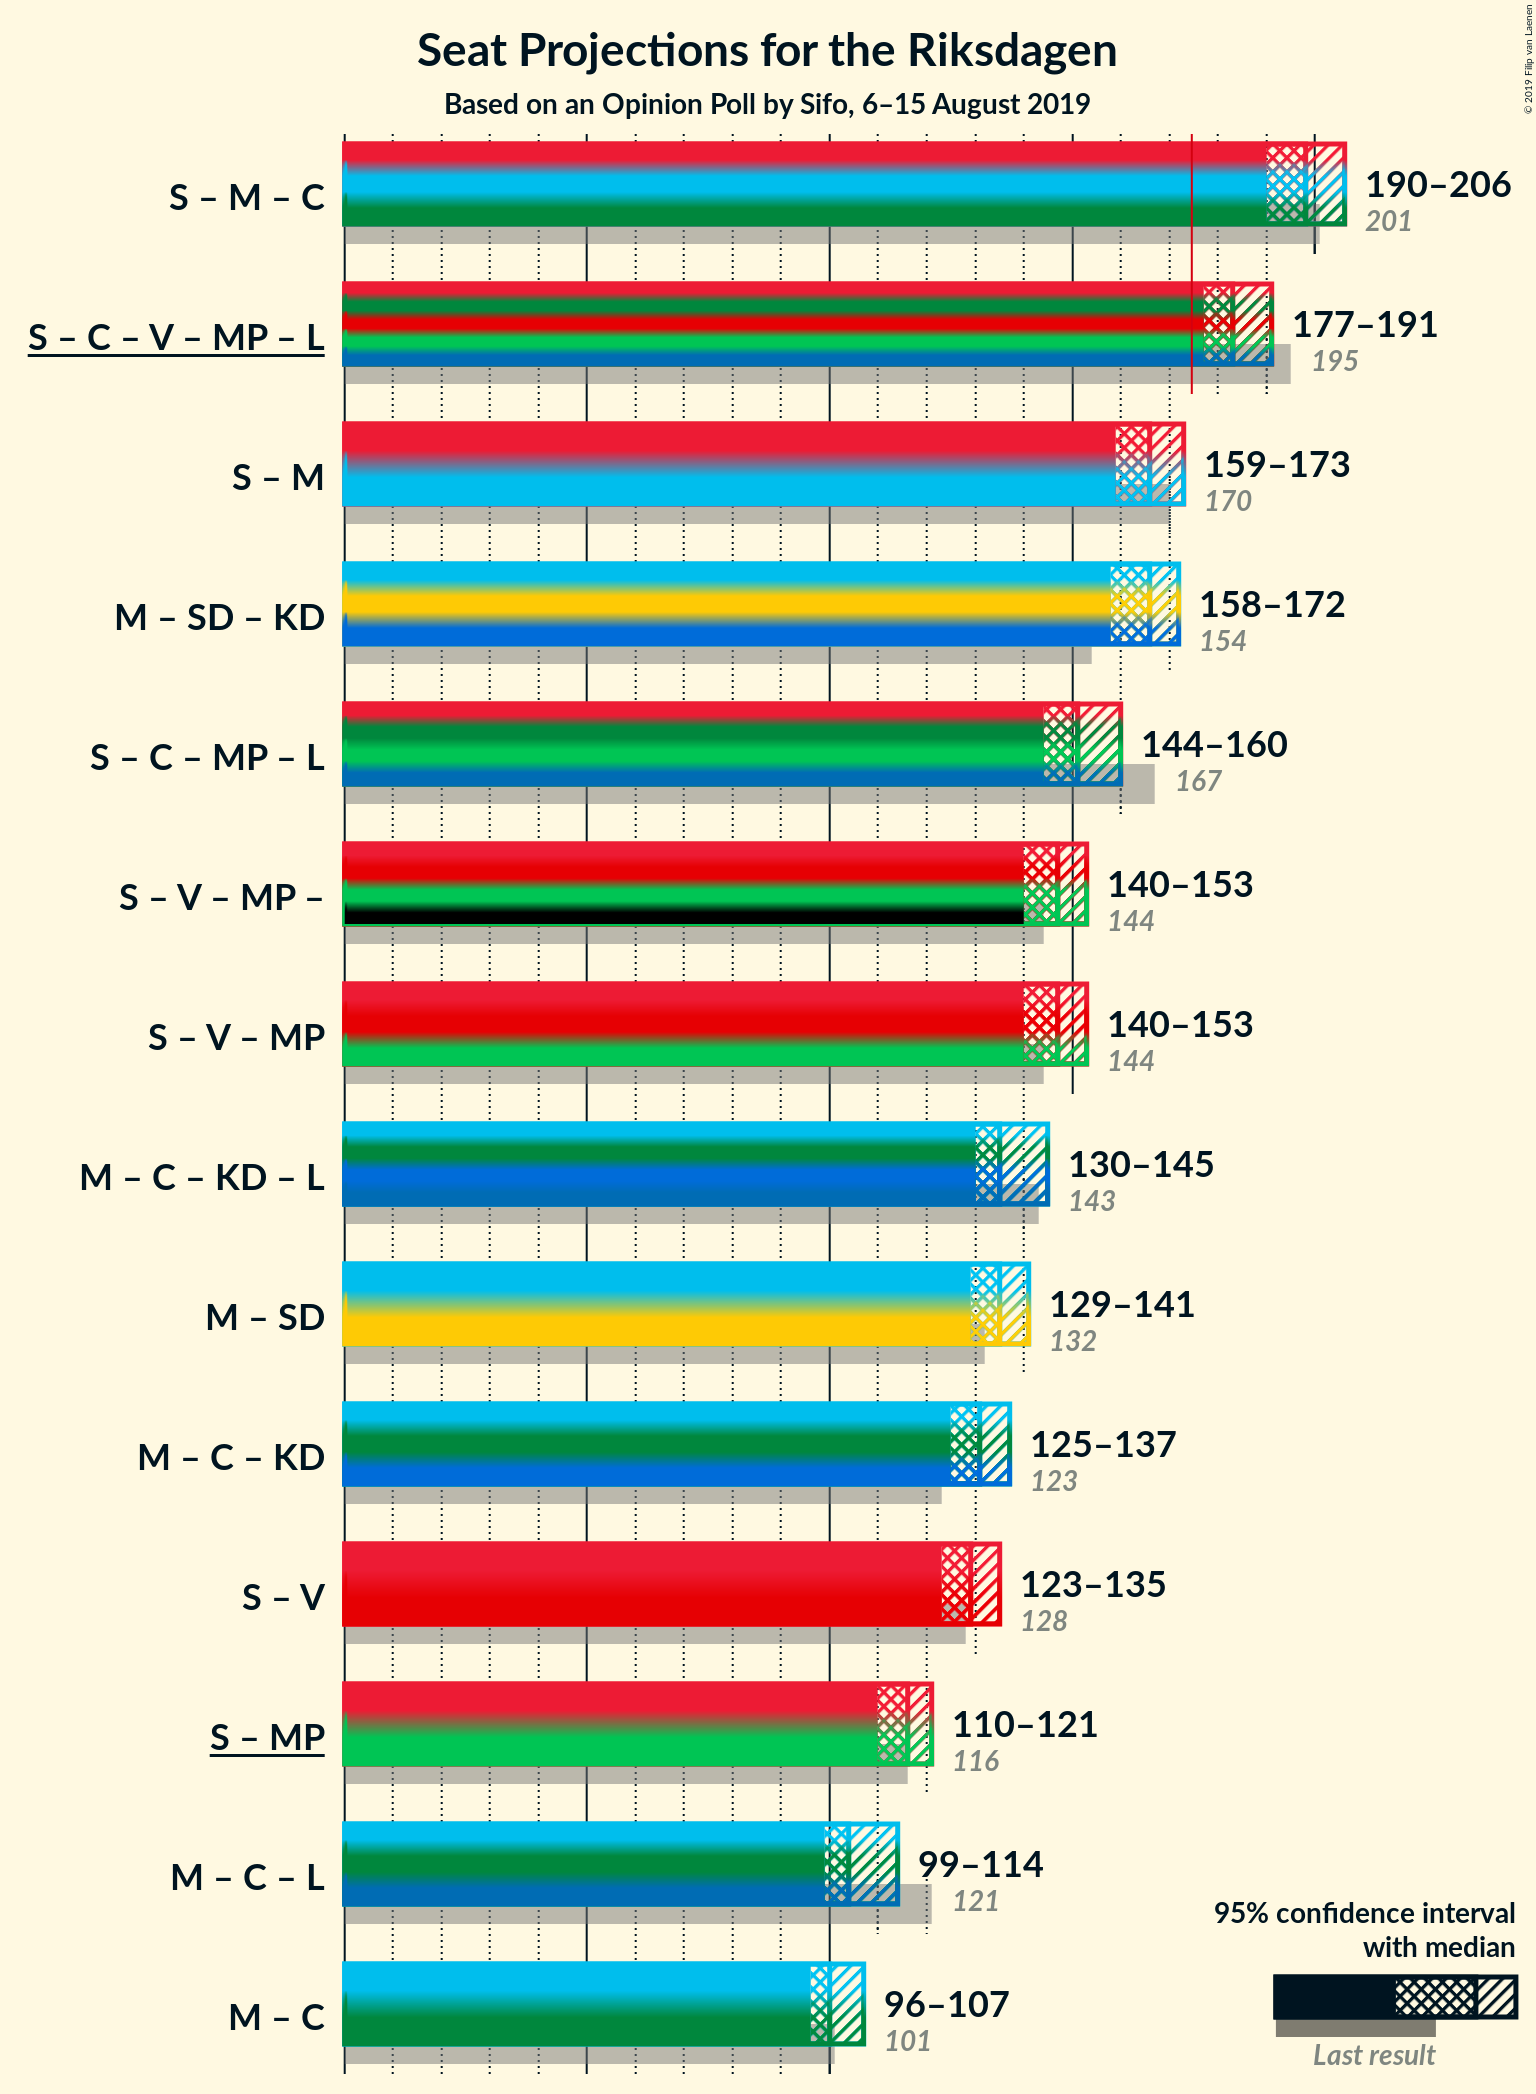 Seat Projections for the Riksdagen
Based on an Opinion Poll by Sifo, 6–15 August 2019
© 2019 Filip van Laenen
S – M – C
190–206
201
S – C – V – MP – L
177–191
195
S – M
159–173
170
M – SD – KD
158–172
154
S – C – MP – L
144–160
167
S – V – MP –
140–153
144
S – V – MP
140–153
144
M – C – KD – L
130–145
143
M – SD
129–141
132
M – C – KD
125–137
123
S – V
123–135
128
S – MP
110–121
116
M – C – L
99–114
121
M – C
96–107
101
95% confidence interval
with median
Last result